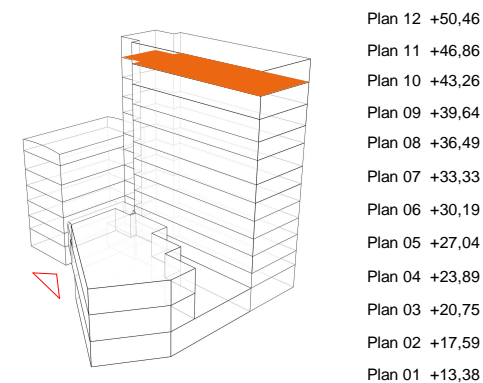 Plan 12 +50,46
Plan 11 +46,86
Plan 10 +43,26
Plan 09 +39,64
Plan 08 +36,49
Plan 07 +33,33
Plan 06 +30,19
Plan 05 +27,04
Plan 04 +23,89
Plan 03 +20,75
Plan 02 +17,59
Plan 01 +13,38